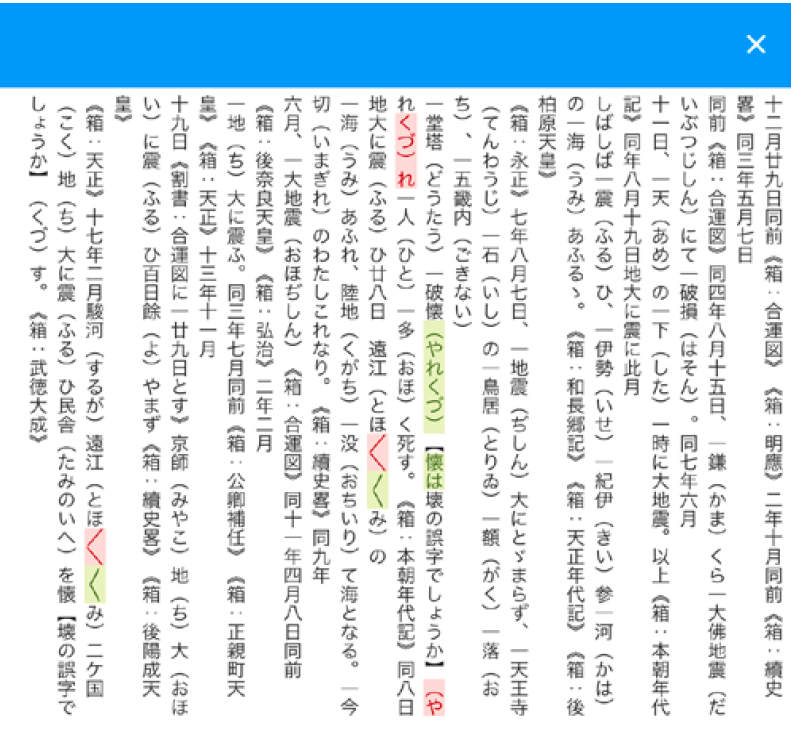 十二月廿九日同前《箱：合運図》《箱：明應》二年十月同前《箱：續史
畧》同三年五月七日
同前《箱：合運図》同四年八月十五日、一鎌（かま）くら一大佛地震（だ
いぶつじしん）にて一破損（はそん）。同七年六月
十一日、一天（あめ）の一下（した）一時に大地震。以上《箱：本朝年代
記》同年八月十九日地大に震に此月
しばしば一震（ふる）ひ、一伊勢（いせ）一紀伊（きい）参一河（かは）
の一海（うみ）あふるゝ。《箱：和長郷記》《箱：天正年代記》《箱：後
柏原天皇》
《箱：永正》七年八月七日、一地震（ぢしん）大にとゞまらず、一天王寺
（てんわうじ）一石（いし）の一鳥居（とりゐ）一額（がく）一落（お
ち）、一五畿内（ごきない）
一堂塔（どうたう）一破懐（やれくづ）【懐は壊の誤字でしょうか】（や
れくづ）れ一人（ひと）一多（おほ）く死す。《箱：本朝年代記》同八日
地大に震（ふる）ひ廿八日　遠江（とほ〱くみ）の
一海（うみ）あふれ、陸地（くがち）一没（おちいり）て海となる。一今
切（いまぎれ）のわたしこれなり。《箱：續史畧》同九年
六月、一大地震（おほぢしん）《箱：合運図》同十一年四月八日同前
《箱：後奈良天皇》《箱：弘治》二年二月
一地（ち）大に震ふ。同三年七月同前《箱：公卿補任》《箱：正親町天
皇》《箱：天正》十三年十一月
十九日《割書：合運図に一廿九日とす》京師（みやこ）地（ち）大（おほ
い）に震（ふる）ひ百日餘（よ）やまず《箱：續史畧》《箱：後陽成天
皇》
《箱：天正》十七年二月駿河（するが）遠江（とほ〱くみ）二ケ国
（こく）地（ち）大に震（ふる）ひ民舎（たみのいへ）を懐【壊の誤字で
しょうか】（くづ）す。《箱：武徳大成》